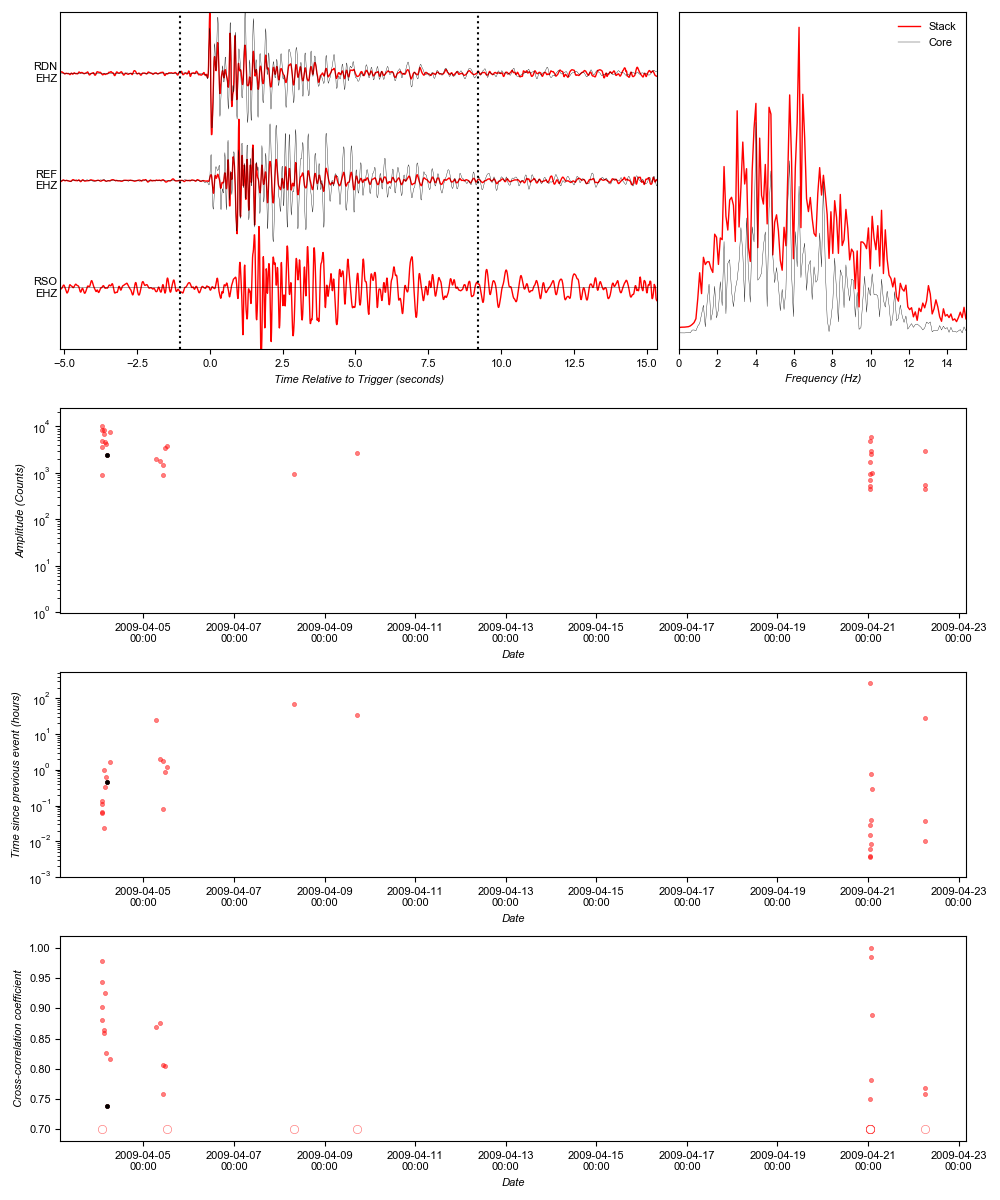 RDN
EHZ
REF
EHZ
RSO
EHZ
−5.0 −2.5 0.0 2.5 5.0 7.5 10.0 12.5 15.0
Time Relative to Trigger (seconds)
Stack
Core
0 2 4 6 8 10 12 14
Frequency (Hz)
10^4
10^3
10^2
10^1
10^0
Amplitude (Counts)
2009-04-05 2009-04-07 2009-04-09 2009-04-11 2009-04-13 2009-04-15 2009-04-17 2009-04-19 2009-04-21 2009-04-23
00:00 00:00 00:00 00:00 00:00 00:00 00:00 00:00 00:00 00:00
Date
10^2
10^1
10^0
10^−1
10^−2
10^−3
Time since previous event (hours)
2009-04-05 2009-04-07 2009-04-09 2009-04-11 2009-04-13 2009-04-15 2009-04-17 2009-04-19 2009-04-21 2009-04-23
00:00 00:00 00:00 00:00 00:00 00:00 00:00 00:00 00:00 00:00
Date
1.00
0.95
0.90
0.85
0.80
0.75
0.70
Cross-correlation coefficient
2009-04-05 2009-04-07 2009-04-09 2009-04-11 2009-04-13 2009-04-15 2009-04-17 2009-04-19 2009-04-21 2009-04-23
00:00 00:00 00:00 00:00 00:00 00:00 00:00 00:00 00:00 00:00
Date